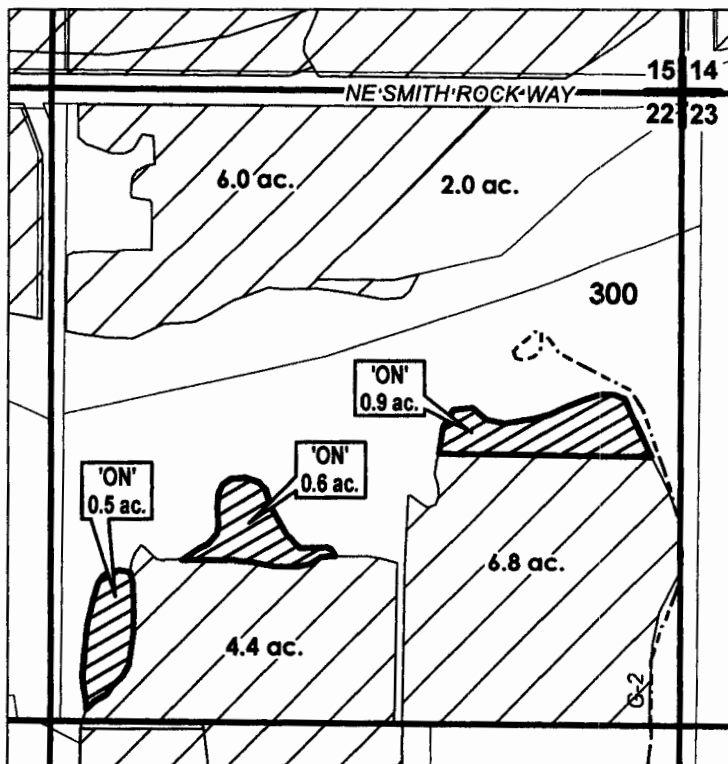 15 14
NE SMITH ROCK WAY
22 23
6.0 ac.
2.0 ac.
300
'ON'
0.9 ac.
'ON'
0.6 ac.
'ON'
0.5 ac.
6.8 ac.
4.4 ac.
G-2